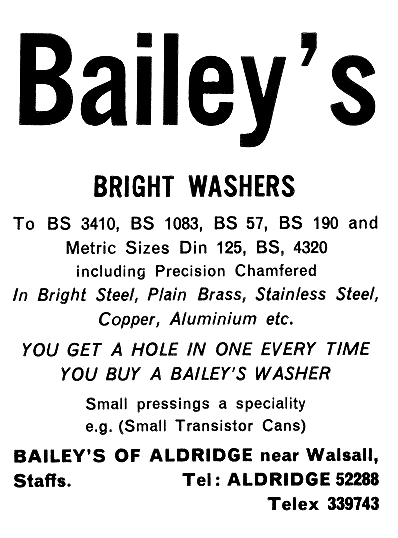 Bailey's
BRIGHT WASHERS
To BS 3410, BS 1083, BS 57, BS 190 and
Metric Sizes Din 125, BS, 4320
including Precision Chamfered
In Bright Steel, Plain Brass, Stainless Steel,
Copper, Aluminium etc.
YOU GET A HOLE IN ONE EVERY TIME
YOU BUY A BAILEY'S WASHER
Small pressings a speciality
e.g. (Small Transistor Cans)
BAILEY'S OF ALDRIDGE near Walsall,
Staffs. Tel: ALDRIDGE 52288
Telex 339743